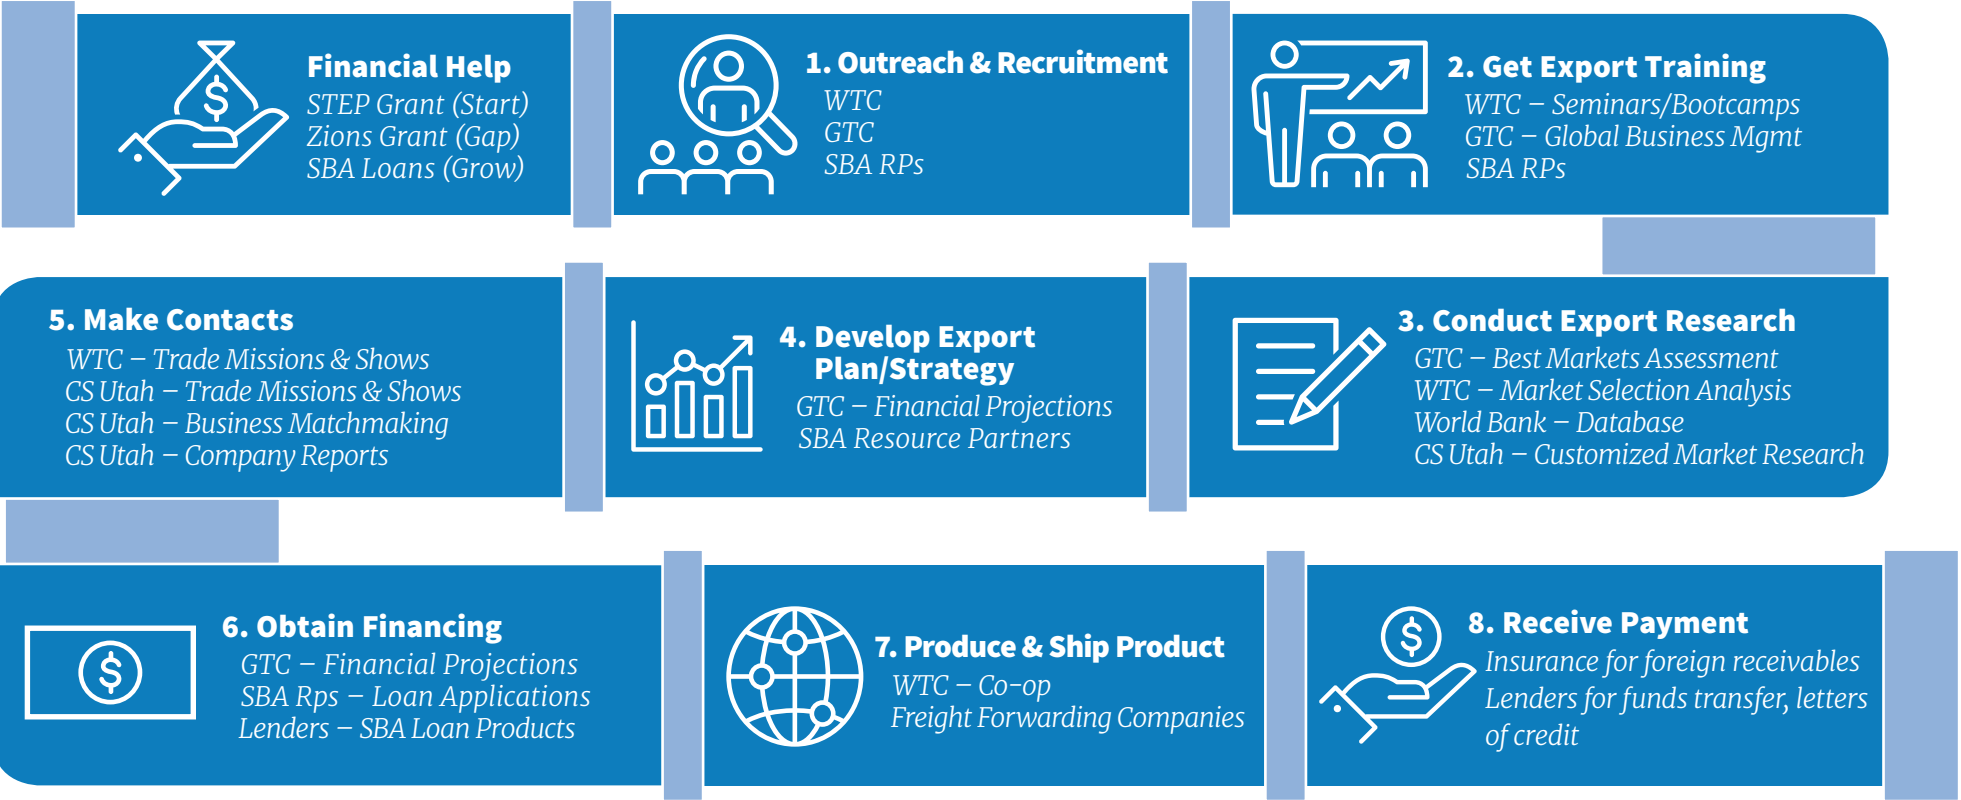 Financial Help
STEP Grant (Start)
Zions Grant (Gap)
SBA Loans (Grow)
1. Outreach & Recruitment
WTC
GTC
SBA RPs
2. Get Export Training
WTC – Seminars/Bootcamps
GTC – Global Business Mgmt
SBA RPs
3. Conduct Export Research
GTC – Best Markets Assessment
WTC – Market Selection Analysis
World Bank – Database
CS Utah – Customized Market Research
4. Develop Export
Plan/Strategy
GTC – Financial Projections
SBA Resource Partners
5. Make Contacts
WTC – Trade Missions & Shows
CS Utah – Trade Missions & Shows
CS Utah – Business Matchmaking
CS Utah – Company Reports
6. Obtain Financing
GTC – Financial Projections
SBA Rps – Loan Applications
Lenders – SBA Loan Products
7. Produce & Ship Product
WTC – Co-op
Freight Forwarding Companies
8. Receive Payment
Insurance for foreign receivables
Lenders for funds transfer, letters
of credit